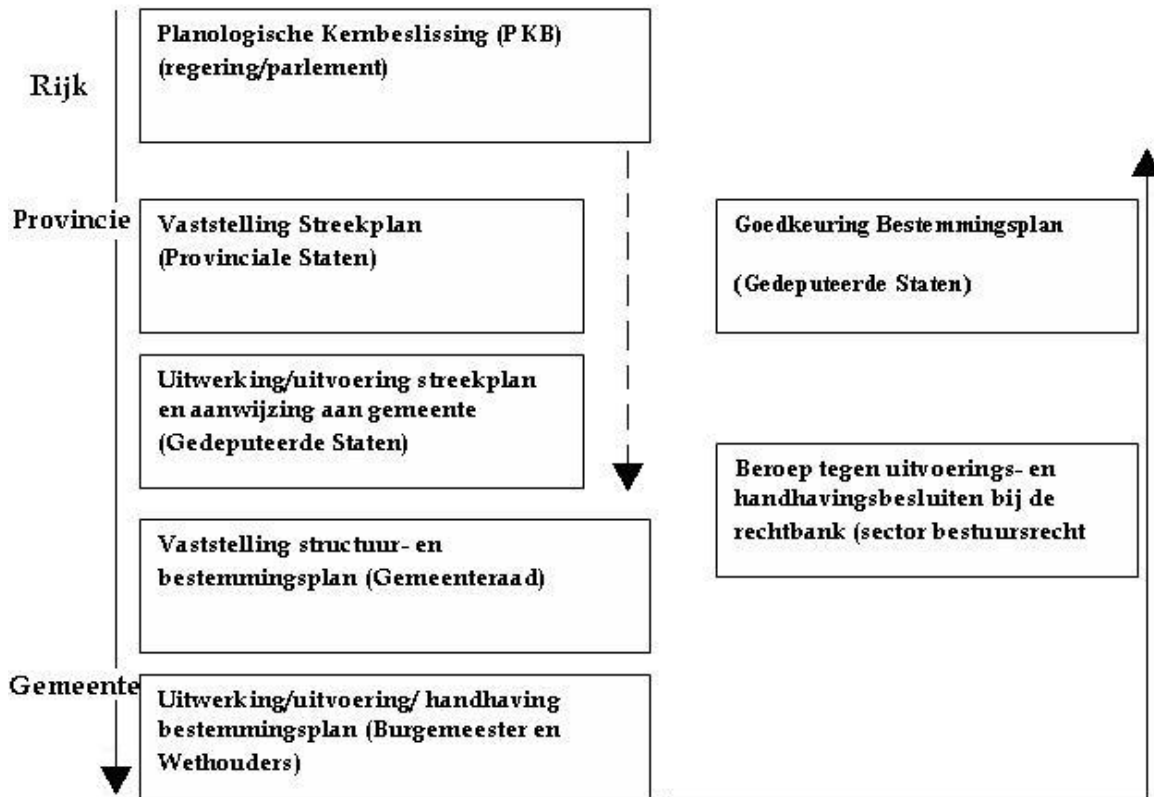 Planologische Kernbeslissing (PKB)
(regering/parlement)
Rijk
Provincie
Vaststelling Streekplan
(Provinciale Staten)
Goedkeuring Bestemmingsplan
(Gedeputeerde Staten)
Uitwerking/uitvoering streekplan
en aanwijzing aan gemeente
(Gedeputeerde Staten)
Beroep tegen uitvoerings- en
handhavingsbesluiten bij de
rechtbank (sector bestuursrecht
Vaststelling structuur- en
bestemmingsplan (Gemeenteraad)
Gemeente
Uitwerking/uitvoering/ handhaving
bestemmingsplan (Burgemeester en
Wethouders)